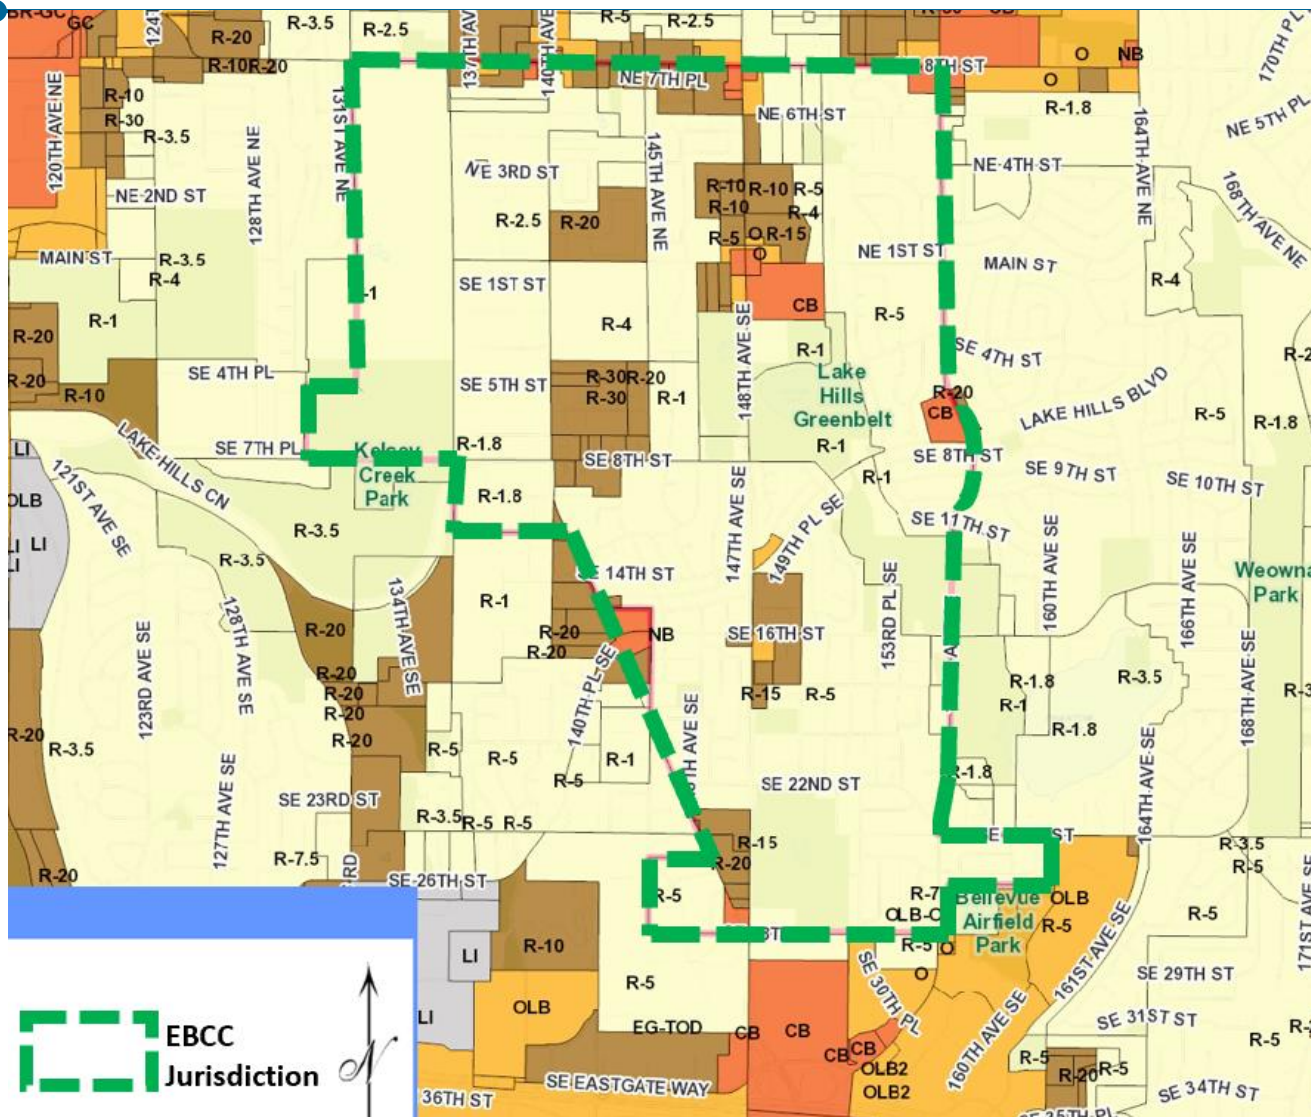 BR-GC
GC
124T
R-20
R-3.5
R-2.5
137TH AV
140TH AVE
R-5
R-2.5
O
NB
170TH PL
R-10
R-20
NE 7TH PL
8TH ST
O
120TH AVE NE
R-10
R-30
R-3.5
128TH AVE NE
131ST AVE NE
NE 6TH ST
R-1.8
164TH AVE NE
NE 5TH PL
NE 2ND ST
NE 3RD ST
145TH AVE NE
NE 4TH ST
168TH AVE NE
R-10
R-10
R-5
R-10
R-4
R-2.5
R-20
R-5
O
R-15
O
NE 1ST ST
MAIN ST
MAIN ST
R-3.5
R-4
SE 1ST ST
R-4
CB
R-1
R-5
R-20
R-4
148TH AVE SE
R-1
SE 4TH ST
R-20
R-10
SE 4TH PL
SE 5TH ST
R-30
R-20
R-30
R-1
Lake
Hills
Greenbelt
R-20
CB
LAKE HILLS BLVD
R-5
R-1.8
LI
LAKE HILLS CN
SE 7TH PL
Kelsey
Creek
Park
R-1.8
SE 8TH ST
R-1
SE 8TH ST
SE 9TH ST
SE 10TH ST
OLB
121ST AVE SE
R-1.8
R-1
147TH AVE SE
149TH PL SE
SE 11TH ST
R-3.5
LI
LI
R-3.5
SE 14TH ST
153RD PL SE
160TH AVE SE
166TH AVE SE
Weowna
Park
134TH AVE SE
R-1
128TH AVE SE
123RD AVE SE
R-20
R-20
R-20
NB
SE 16TH ST
168TH AVE SE
R-20
R-20
R-20
R-20
140TH PL SE
R-15
R-5
R-1.8
R-1
R-3.5
R-20
R-3.5
R-5
R-5
R-1
R-5
R-1.8
R-1.8
164TH AVE SE
127TH AVE SE
SE 23RD ST
SE 22ND ST
R-3.5
R-5
R-5
R-7.5
R-15
R-20
R-3.5
R-5
R-20
SE 26TH ST
R-5
R-7
OLB-O
Bellevue
Airfield
Park
OLB
R-5
R-5
171ST AVE SE
LI
R-10
R-5
O
O
161ST AVE SE
SE 29TH ST
R-5
SE 30TH PL
OLB
LI
EG-TOD
CB
CB
CB
CB
OLB2
OLB2
160TH AVE SE
SE 31ST ST
R-5
R-5
R-20
R-5
SE EASTGATE WAY
36TH ST
SE 34TH ST
EBCC
Jurisdiction
N